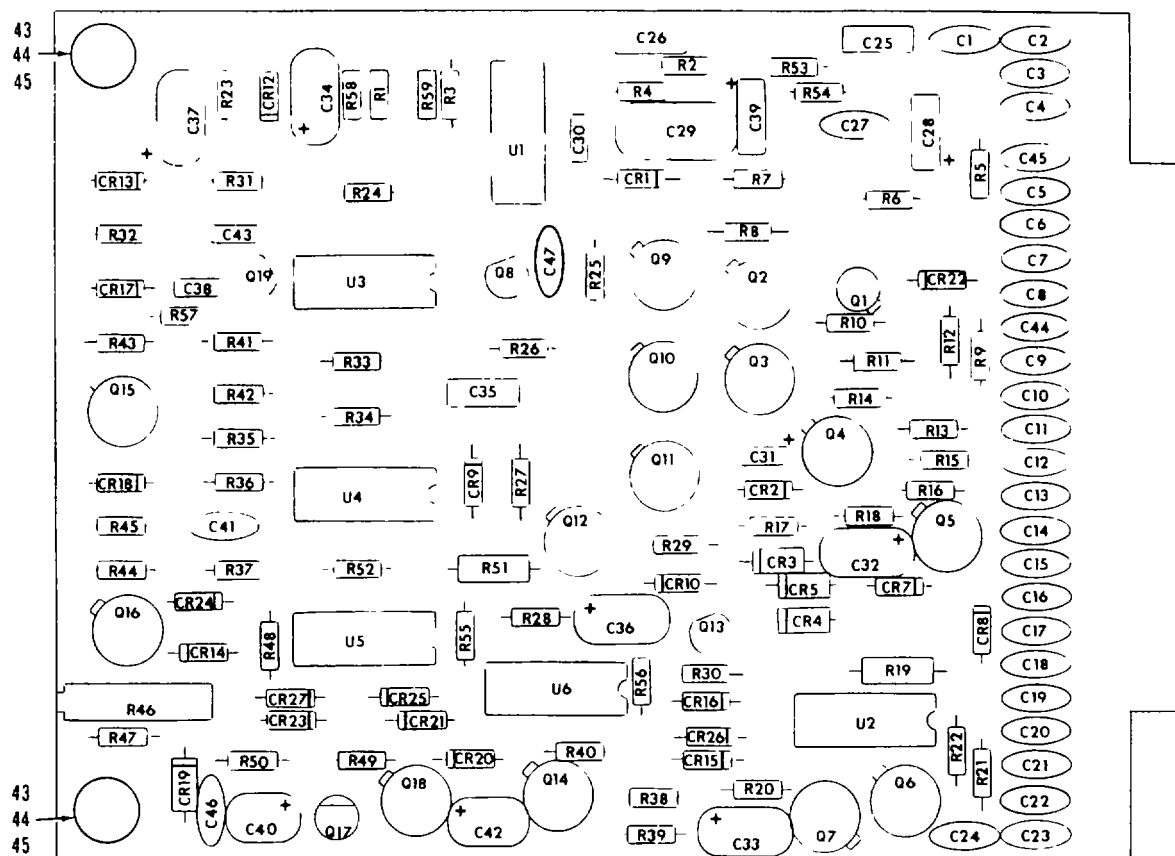 43
44
45
C26
C25
C1
C2
R2
R53
C3
R23
CR12
C34
R58
R1
R59
R3
R4
R54
C4
C37
+
U1
C30
C29
+
C39
C27
C28
+
+
C45
R5
CR13
R31
R24
CR1
R7
R6
C5
R32
C43
R8
C6
Q19
U3
Q8
C47
R25
Q9
Q2
Q1
CR22
C7
CR17
C38
C8
R57
R10
C44
R43
R41
R26
R12
R9
R33
Q10
Q3
R11
C9
Q15
R42
C35
R14
C10
R34
R35
+
Q4
R13
C11
Q11
C31
R15
C12
CR18
R36
U4
CR9
R27
CR2
R16
C13
R45
C41
Q12
R17
R18
Q5
C14
R29
+
R44
R37
R52
R51
CR3
C32
C15
CR10
CR5
CR7
Q16
CR24
+
C16
R28
C36
Q13
CR4
CR8
C17
CR14
R48
U5
R55
R56
R30
R19
C18
R46
CR27
CR25
U6
CR16
C19
CR23
CR21
U2
R47
CR26
R22
C20
R50
R49
CR20
R40
CR15
R21
C21
CR19
Q18
Q14
Q6
43
44
45
C46
+
C40
Q17
+
C42
R38
R20
C22
R39
+
C33
Q7
C24
C23